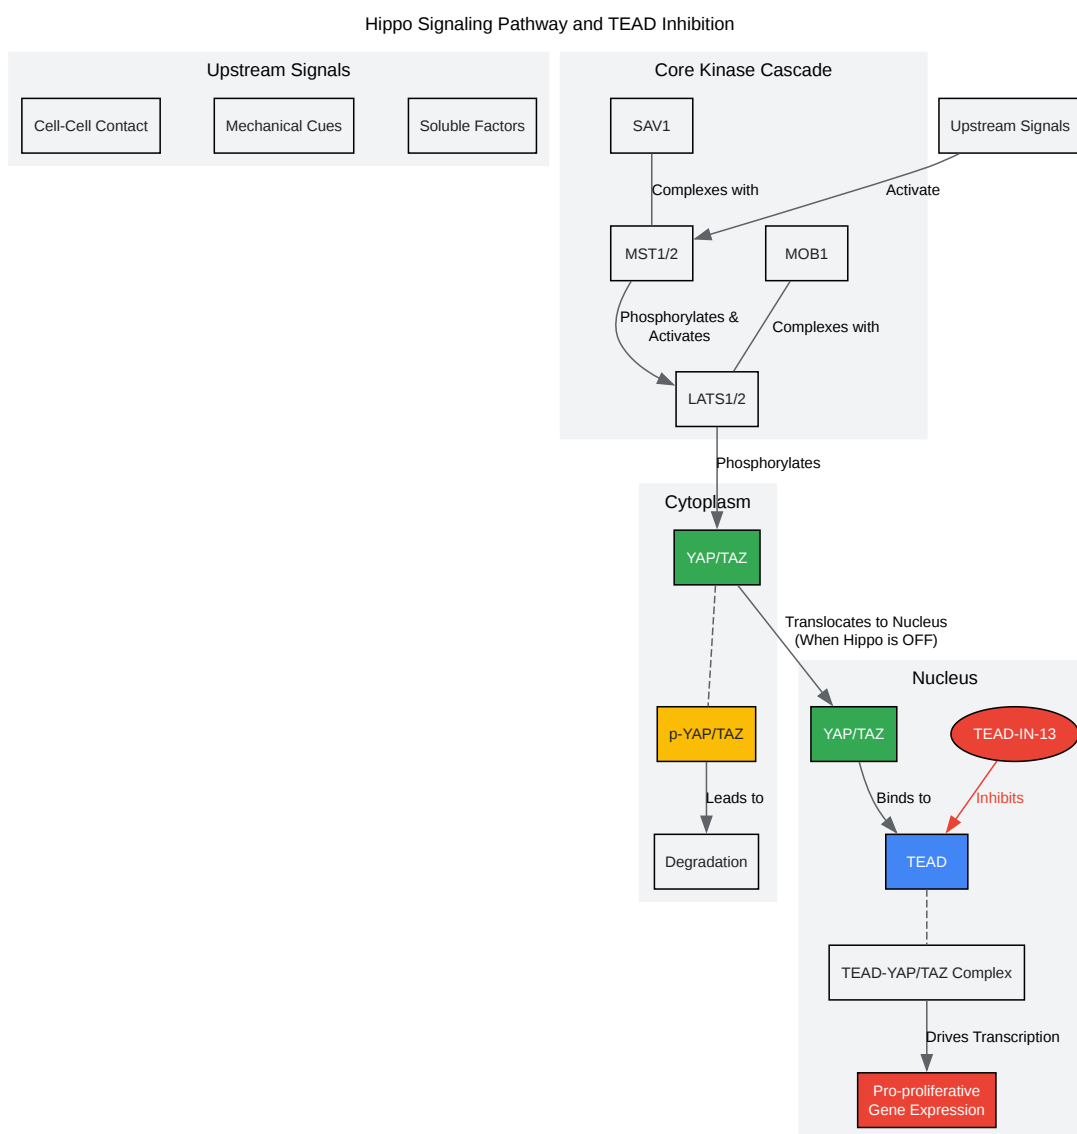 Hippo Signaling Pathway and TEAD Inhibition
Upstream Signals
Cell-Cell Contact
Mechanical Cues
Soluble Factors
Core Kinase Cascade
SAV1
Upstream Signals
Complexes with
Activate
MST1/2
MOB1
Phosphorylates &
Activates
Complexes with
LATS1/2
Phosphorylates
Cytoplasm
YAP/TAZ
Translocates to Nucleus
(When Hippo is OFF)
Nucleus
p-YAP/TAZ
YAP/TAZ
TEAD-IN-13
Leads to
Binds to
Inhibits
Degradation
TEAD
TEAD-YAP/TAZ Complex
Drives Transcription
Pro-proliferative
Gene Expression